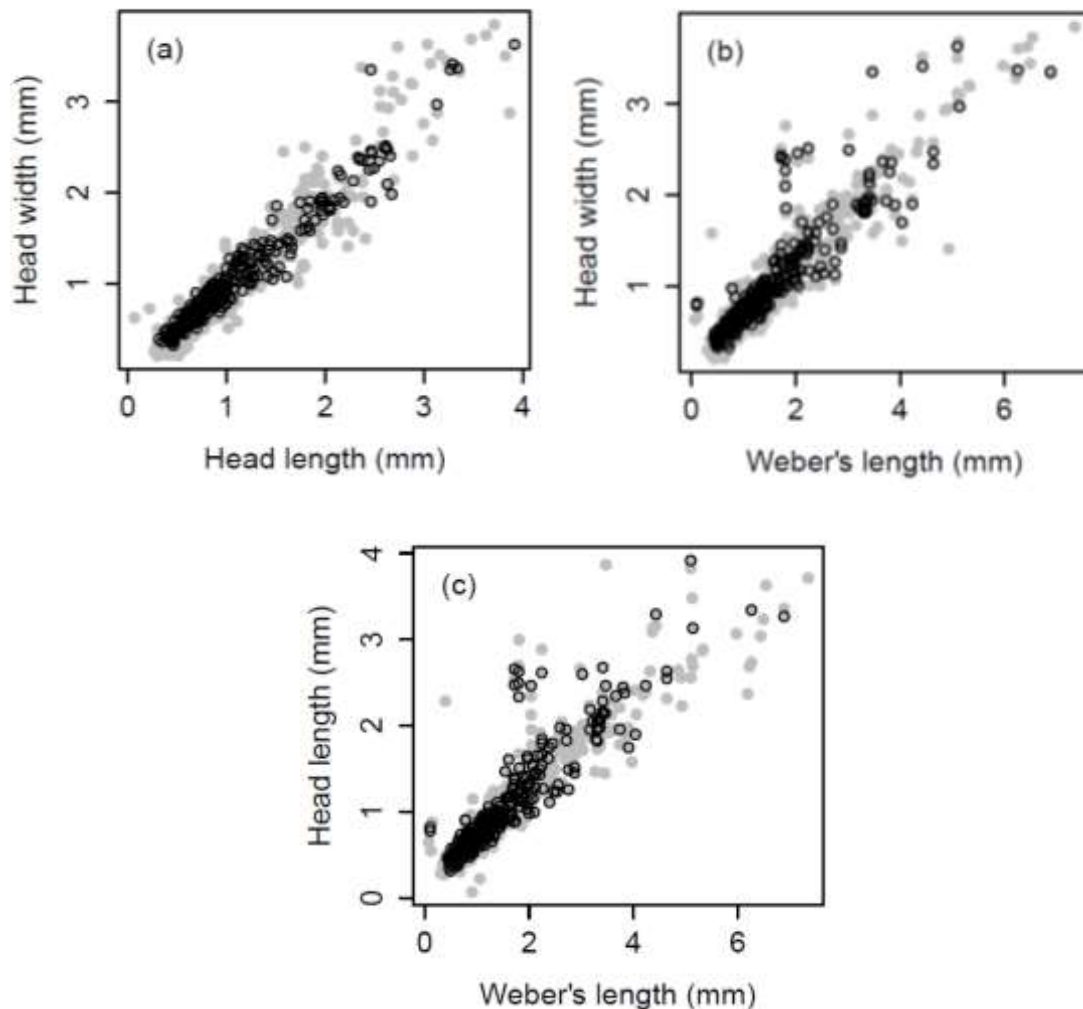 (a)
Head width (mm)
3
2
1
0 1 2 3 4
Head length (mm)
(b)
Head width (mm)
3
2
1
0 2 4 6
Weber's length (mm)
(c)
Head length (mm)
4
3
2
1
0
0 2 4 6
Weber's length (mm)